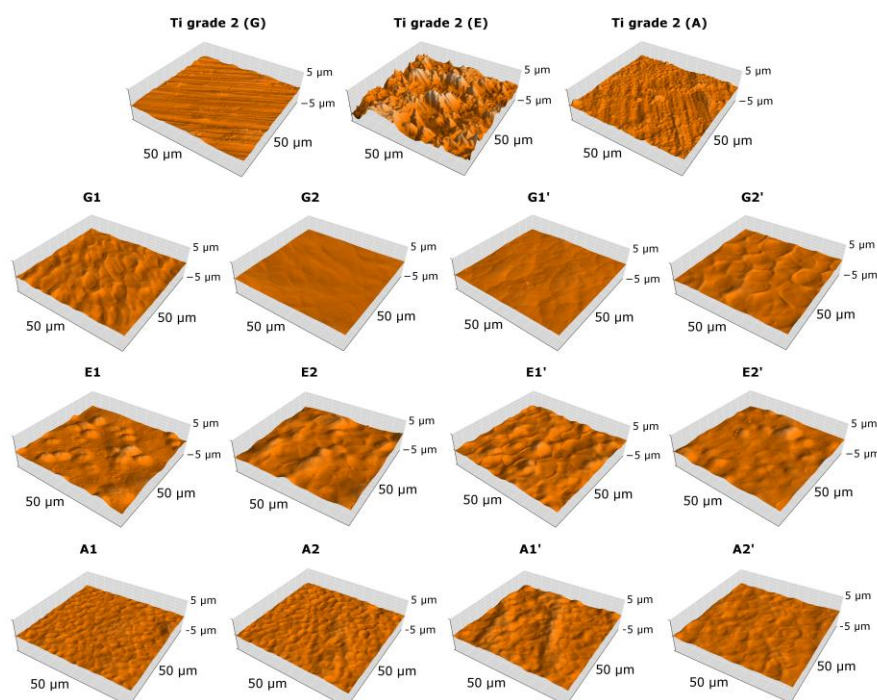 Ti grade 2 (G) Ti grade 2 (E) Ti grade 2 (A)
5 µm 5 µm 5 µm
−5 µm −5 µm −5 µm
50 µm 50 µm 50 µm 50 µm 50 µm 50 µm
G1 G2 G1' G2'
5 µm 5 µm 5 µm 5 µm
−5 µm −5 µm −5 µm −5 µm
50 µm 50 µm 50 µm 50 µm 50 µm 50 µm 50 µm 50 µm
E1 E2 E1' E2'
5 µm 5 µm 5 µm 5 µm
−5 µm −5 µm −5 µm −5 µm
50 µm 50 µm 50 µm 50 µm 50 µm 50 µm 50 µm 50 µm
A1 A2 A1' A2'
5 µm 5 µm 5 µm 5 µm
−5 µm −5 µm −5 µm −5 µm
50 µm 50 µm 50 µm 50 µm 50 µm 50 µm 50 µm 50 µm